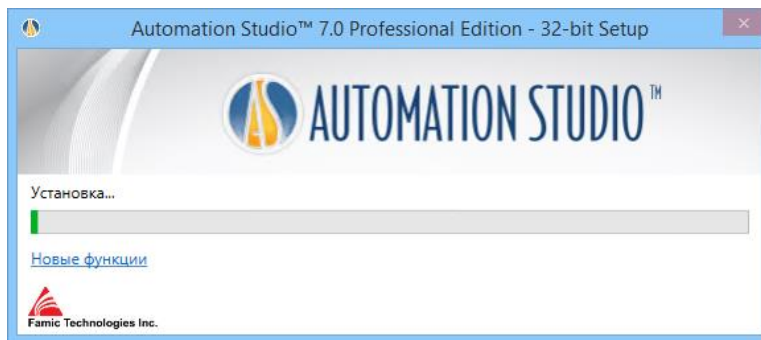 Automation Studio™ 7.0 Professional Edition - 32-bit Setup
AUTOMATION STUDIO™
Установка...
Новые функции
Famic Technologies Inc.